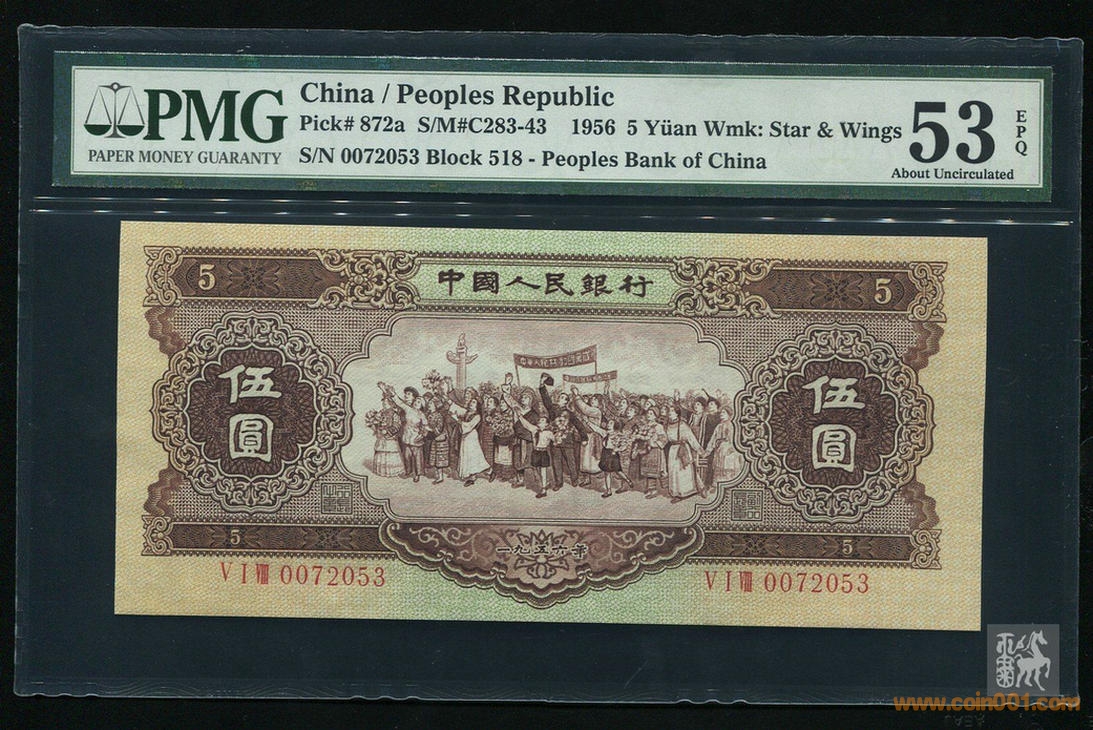 PMG
PAPER MONEY GUARANTY
China / Peoples Republic
Pick# 872a S/M#C283-43 1956 5 Yüan Wmk: Star & Wings
S/N 0072053 Block 518 - Peoples Bank of China
53
EPQ
About Uncirculated
5
中國人民銀行
5
伍圓
伍圓
5
一九五六年
5
V I VIII 0072053
V I VIII 0072053
www.coin001.com